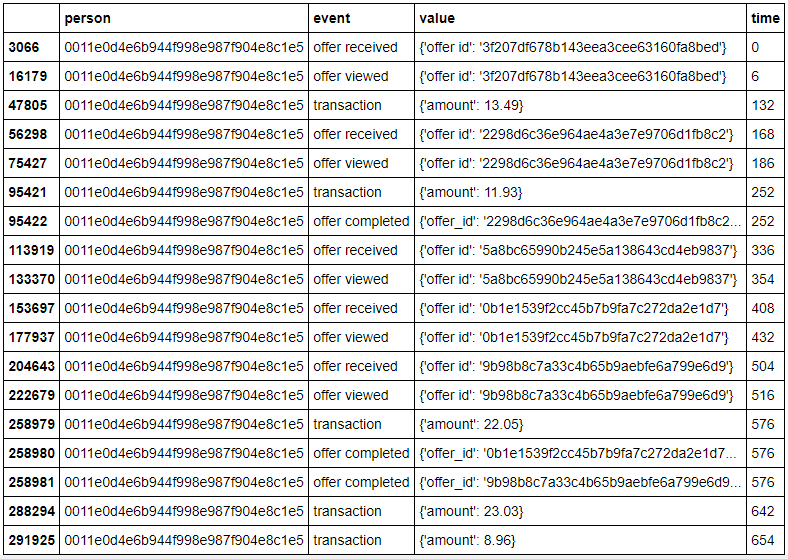 person event value time
3066 0011e0d4e6b944f998e987f904e8c1e5 offer received {'offer id': '3f207df678b143eea3cee63160fa8bed'} 0
16179 0011e0d4e6b944f998e987f904e8c1e5 offer viewed {'offer id': '3f207df678b143eea3cee63160fa8bed'} 6
47805 0011e0d4e6b944f998e987f904e8c1e5 transaction {'amount': 13.49} 132
56298 0011e0d4e6b944f998e987f904e8c1e5 offer received {'offer id': '2298d6c36e964ae4a3e7e9706d1fb8c2'} 168
75427 0011e0d4e6b944f998e987f904e8c1e5 offer viewed {'offer id': '2298d6c36e964ae4a3e7e9706d1fb8c2'} 186
95421 0011e0d4e6b944f998e987f904e8c1e5 transaction {'amount': 11.93} 252
95422 0011e0d4e6b944f998e987f904e8c1e5 offer completed {'offer_id': '2298d6c36e964ae4a3e7e9706d1fb8c2... 252
113919 0011e0d4e6b944f998e987f904e8c1e5 offer received {'offer id': '5a8bc65990b245e5a138643cd4eb9837'} 336
133370 0011e0d4e6b944f998e987f904e8c1e5 offer viewed {'offer id': '5a8bc65990b245e5a138643cd4eb9837'} 354
153697 0011e0d4e6b944f998e987f904e8c1e5 offer received {'offer id': '0b1e1539f2cc45b7b9fa7c272da2e1d7'} 408
177937 0011e0d4e6b944f998e987f904e8c1e5 offer viewed {'offer id': '0b1e1539f2cc45b7b9fa7c272da2e1d7'} 432
204643 0011e0d4e6b944f998e987f904e8c1e5 offer received {'offer id': '9b98b8c7a33c4b65b9aebfe6a799e6d9'} 504
222679 0011e0d4e6b944f998e987f904e8c1e5 offer viewed {'offer id': '9b98b8c7a33c4b65b9aebfe6a799e6d9'} 516
258979 0011e0d4e6b944f998e987f904e8c1e5 transaction {'amount': 22.05} 576
258980 0011e0d4e6b944f998e987f904e8c1e5 offer completed {'offer_id': '0b1e1539f2cc45b7b9fa7c272da2e1d7... 576
258981 0011e0d4e6b944f998e987f904e8c1e5 offer completed {'offer_id': '9b98b8c7a33c4b65b9aebfe6a799e6d9... 576
288294 0011e0d4e6b944f998e987f904e8c1e5 transaction {'amount': 23.03} 642
291925 0011e0d4e6b944f998e987f904e8c1e5 transaction {'amount': 8.96} 654